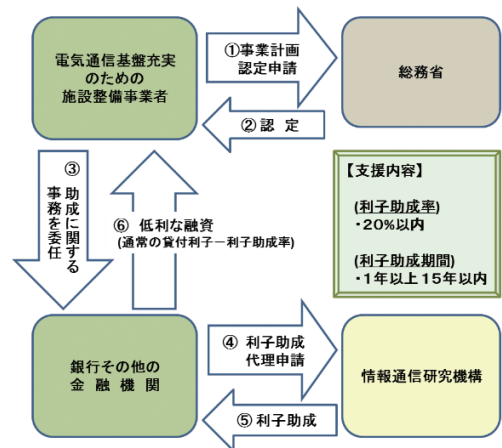 電気通信基盤充実
のための
施設整備事業者
①事業計画
認定申請
総務省
②認 定
③
助成に関する
事務を委任
⑥ 低利な融資
(通常の貸付利子－利子助成率)
【支援内容】
(利子助成率)
・20%以内
(利子助成期間)
・1年以上15年以内
銀行その他の
金 融 機 関
④ 利子助成
代理申請
情報通信研究機構
⑤利子助成